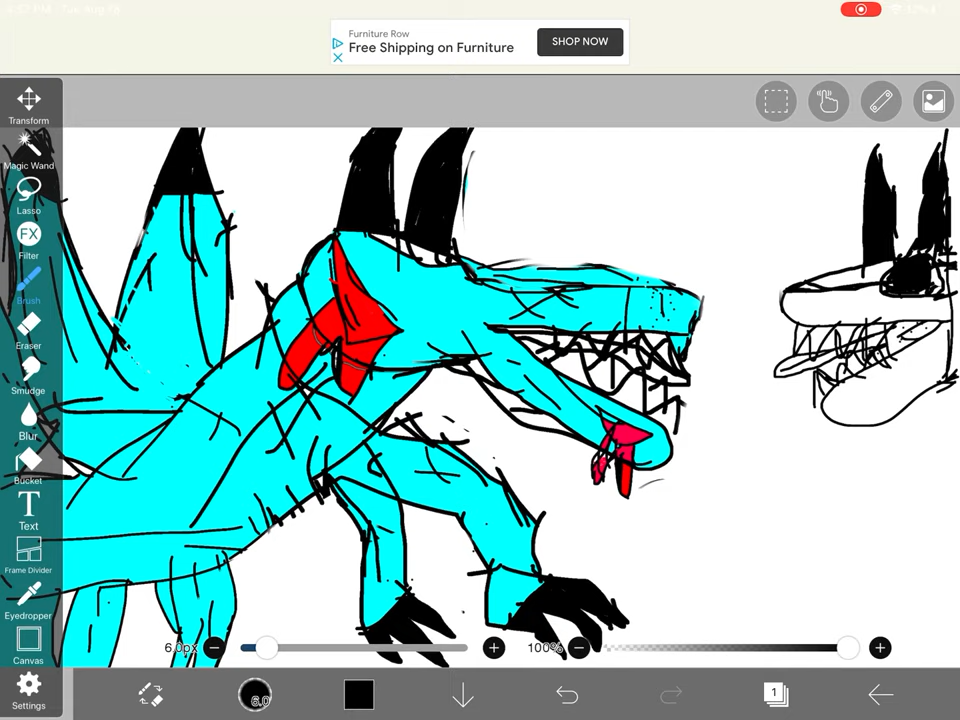 Furniture Row
Free Shipping on Furniture
SHOP NOW
Transform
Magic Wand
Lasso
FX
Filter
Brush
Eraser
Smudge
Blur
Bucket
T
Text
Frame Divider
Eyedropper
Canvas
Settings
6.0px
100%
6.0
1